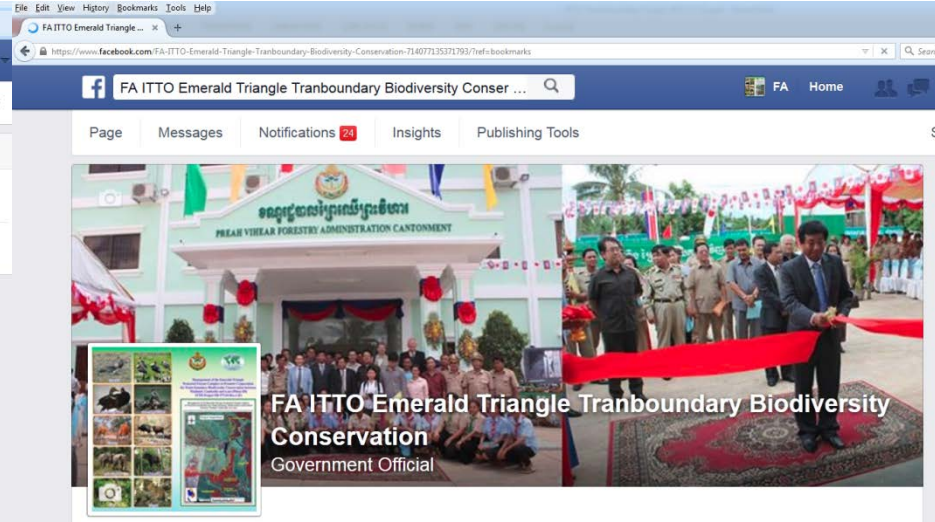 File Edit View History Bookmarks Tools Help
FA ITTO Emerald Triangle ... × +
https://www.facebook.com/FA-ITTO-Emerald-Triangle-Tranboundary-Biodiversity-Conservation-714077135371793/?ref=bookmarks
f FA ITTO Emerald Triangle Tranboundary Biodiversity Conser ... FA Home
Page Messages Notifications 24 Insights Publishing Tools
PREAH VIHEAR FORESTRY ADMINISTRATION CANTONMENT
FA ITTO Emerald Triangle Tranboundary Biodiversity
Conservation
Government Official